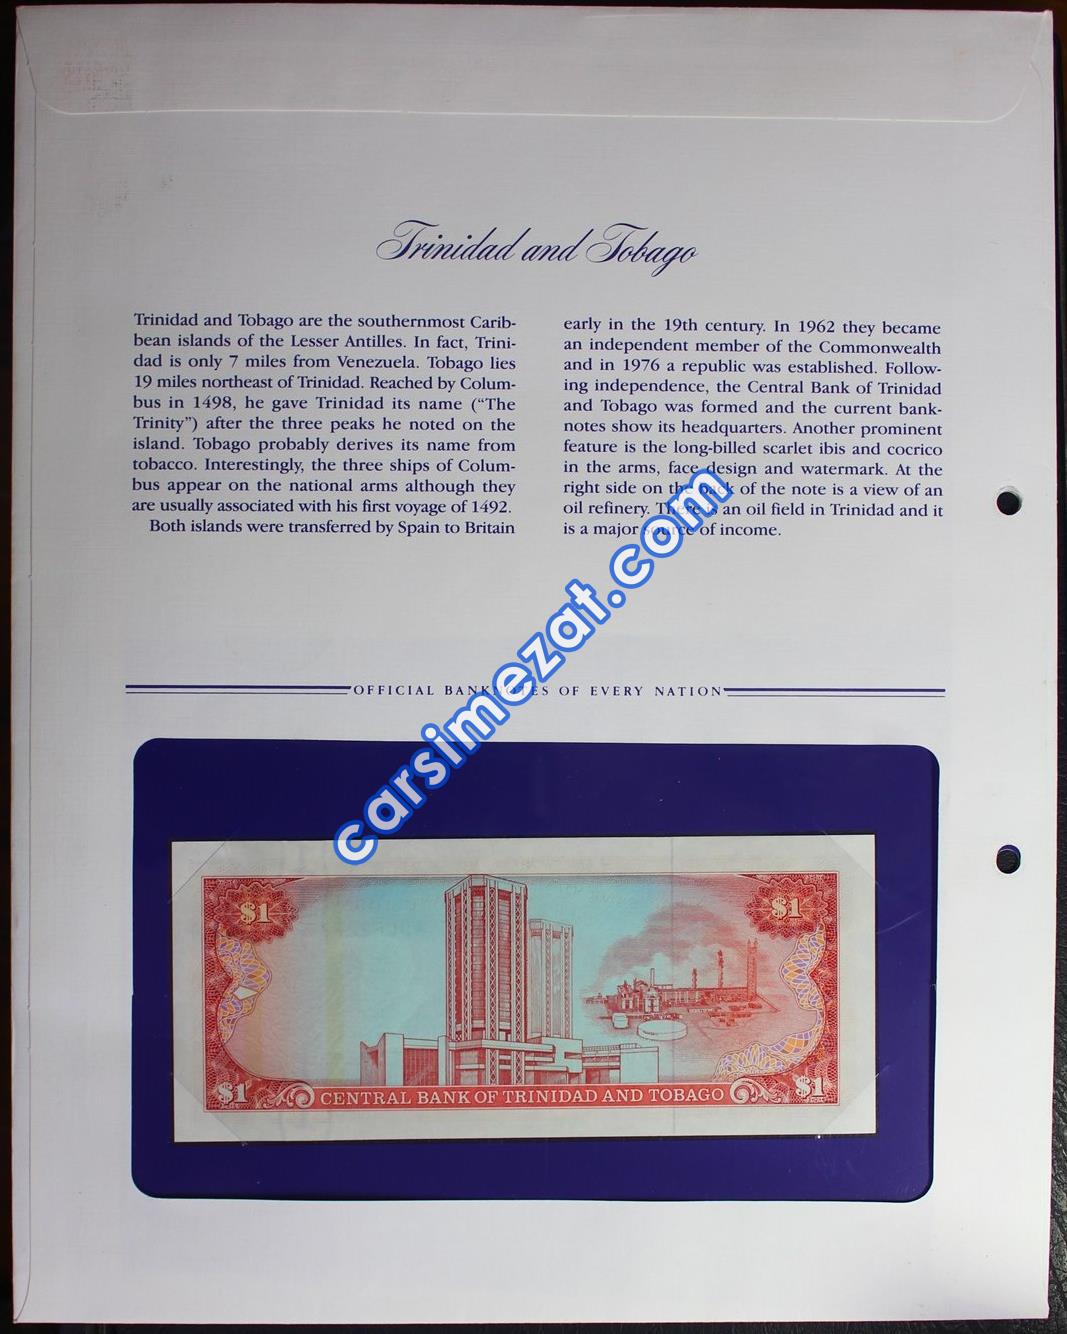 Trinidad and Tobago
Trinidad and Tobago are the southernmost Carib-
bean islands of the Lesser Antilles. In fact, Trini-
dad is only 7 miles from Venezuela. Tobago lies
19 miles northeast of Trinidad. Reached by Colum-
bus in 1498, he gave Trinidad its name (“The
Trinity”) after the three peaks he noted on the
island. Tobago probably derives its name from
tobacco. Interestingly, the three ships of Colum-
bus appear on the national arms although they
are usually associated with his first voyage of 1492.
Both islands were transferred by Spain to Britain
early in the 19th century. In 1962 they became
an independent member of the Commonwealth
and in 1976 a republic was established. Follow-
ing independence, the Central Bank of Trinidad
and Tobago was formed and the current bank-
notes show its headquarters. Another prominent
feature is the long-billed scarlet ibis and cocrico
in the arms, face design and watermark. At the
right side on the back of the note is a view of an
oil refinery. There is an oil field in Trinidad and it
is a major source of income.
carsimezat.com
OFFICIAL BANKNOTES OF EVERY NATION
$1
$1
$1
CENTRAL BANK OF TRINIDAD AND TOBAGO
$1